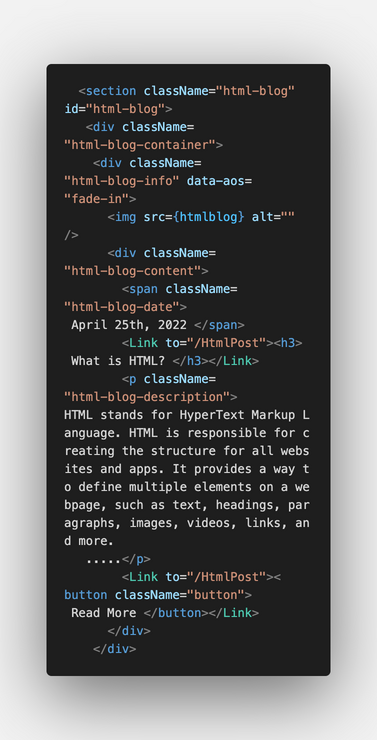 <section className="html-blog"
id="html-blog">
<div className=
"html-blog-container">
<div className=
"html-blog-info" data-aos=
"fade-in">
<img src={htmlblog} alt=""
/>
<div className=
"html-blog-content">
<span className=
"html-blog-date">
April 25th, 2022 </span>
<Link to="/HtmlPost"><h3>
What is HTML? </h3></Link>
<p className=
"html-blog-description">
HTML stands for HyperText Markup L
anguage. HTML is responsible for c
reating the structure for all webs
ites and apps. It provides a way t
o define multiple elements on a we
bpage, such as text, headings, par
agraphs, images, videos, links, an
d more.
.....</p>
<Link to="/HtmlPost"><
button className="button">
Read More </button></Link>
</div>
</div>